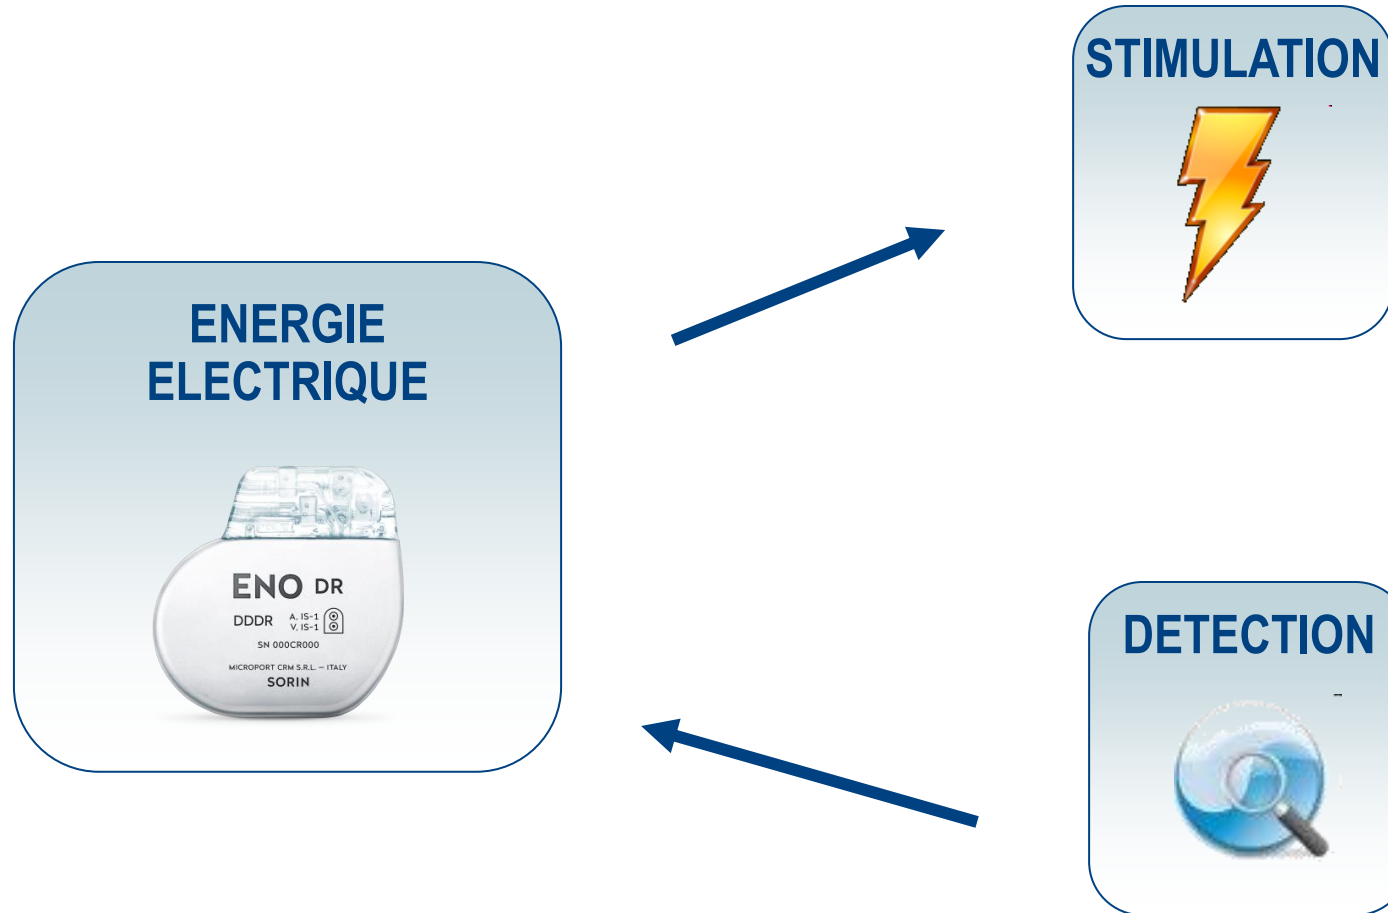 STIMULATION
ENERGIE
ELECTRIQUE
ENO DR
DDDR A. IS-1
V. IS-1
SN 000CR000
MICROPORT CRM S.R.L. – ITALY
SORIN
DETECTION